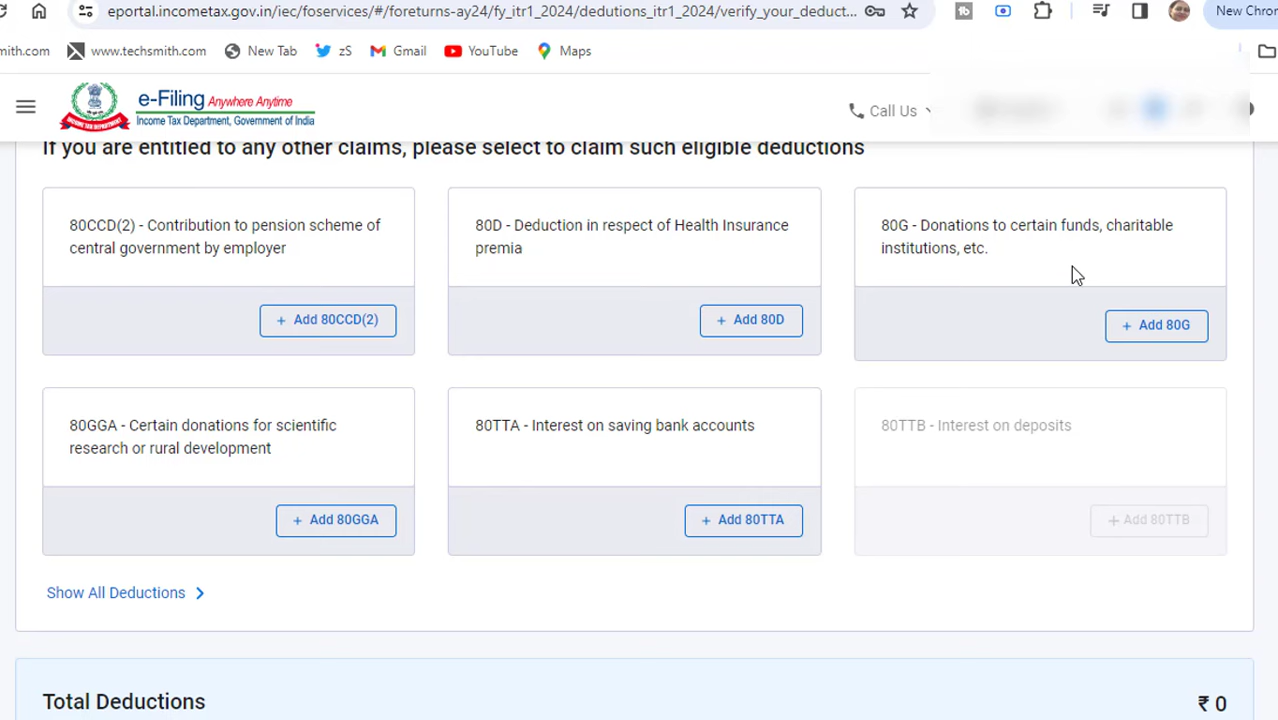 eportal.incometax.gov.in/iec/foservices/#/foreturns-ay24/fy_itr1_2024/dedutions_itr1_2024/verify_your_deduct...
New Chron
mith.com
www.techsmith.com
New Tab
zS
Gmail
YouTube
Maps
e-Filing Anywhere Anytime
Income Tax Department, Government of India
Call Us
If you are entitled to any other claims, please select to claim such eligible deductions
80CCD(2) - Contribution to pension scheme of
central government by employer
+ Add 80CCD(2)
80D - Deduction in respect of Health Insurance
premia
+ Add 80D
80G - Donations to certain funds, charitable
institutions, etc.
+ Add 80G
80GGA - Certain donations for scientific
research or rural development
+ Add 80GGA
80TTA - Interest on saving bank accounts
+ Add 80TTA
80TTB - Interest on deposits
+ Add 80TTB
Show All Deductions
Total Deductions
₹ 0